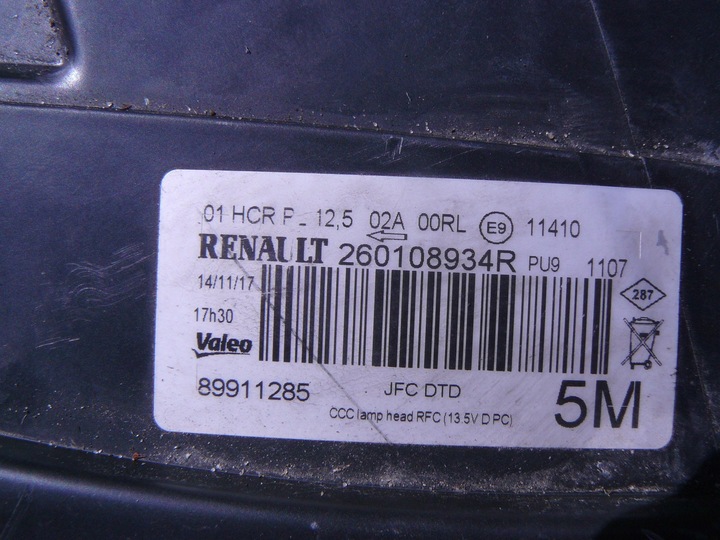 01 HCR P_ 12,5 02A 00RL E9 11410
RENAULT 260108934R PU9 1107
14/11/17
287
17h30
Valeo
89911285 JFC DTD 5M
CCC lamp head RFC (13.5V D PC)